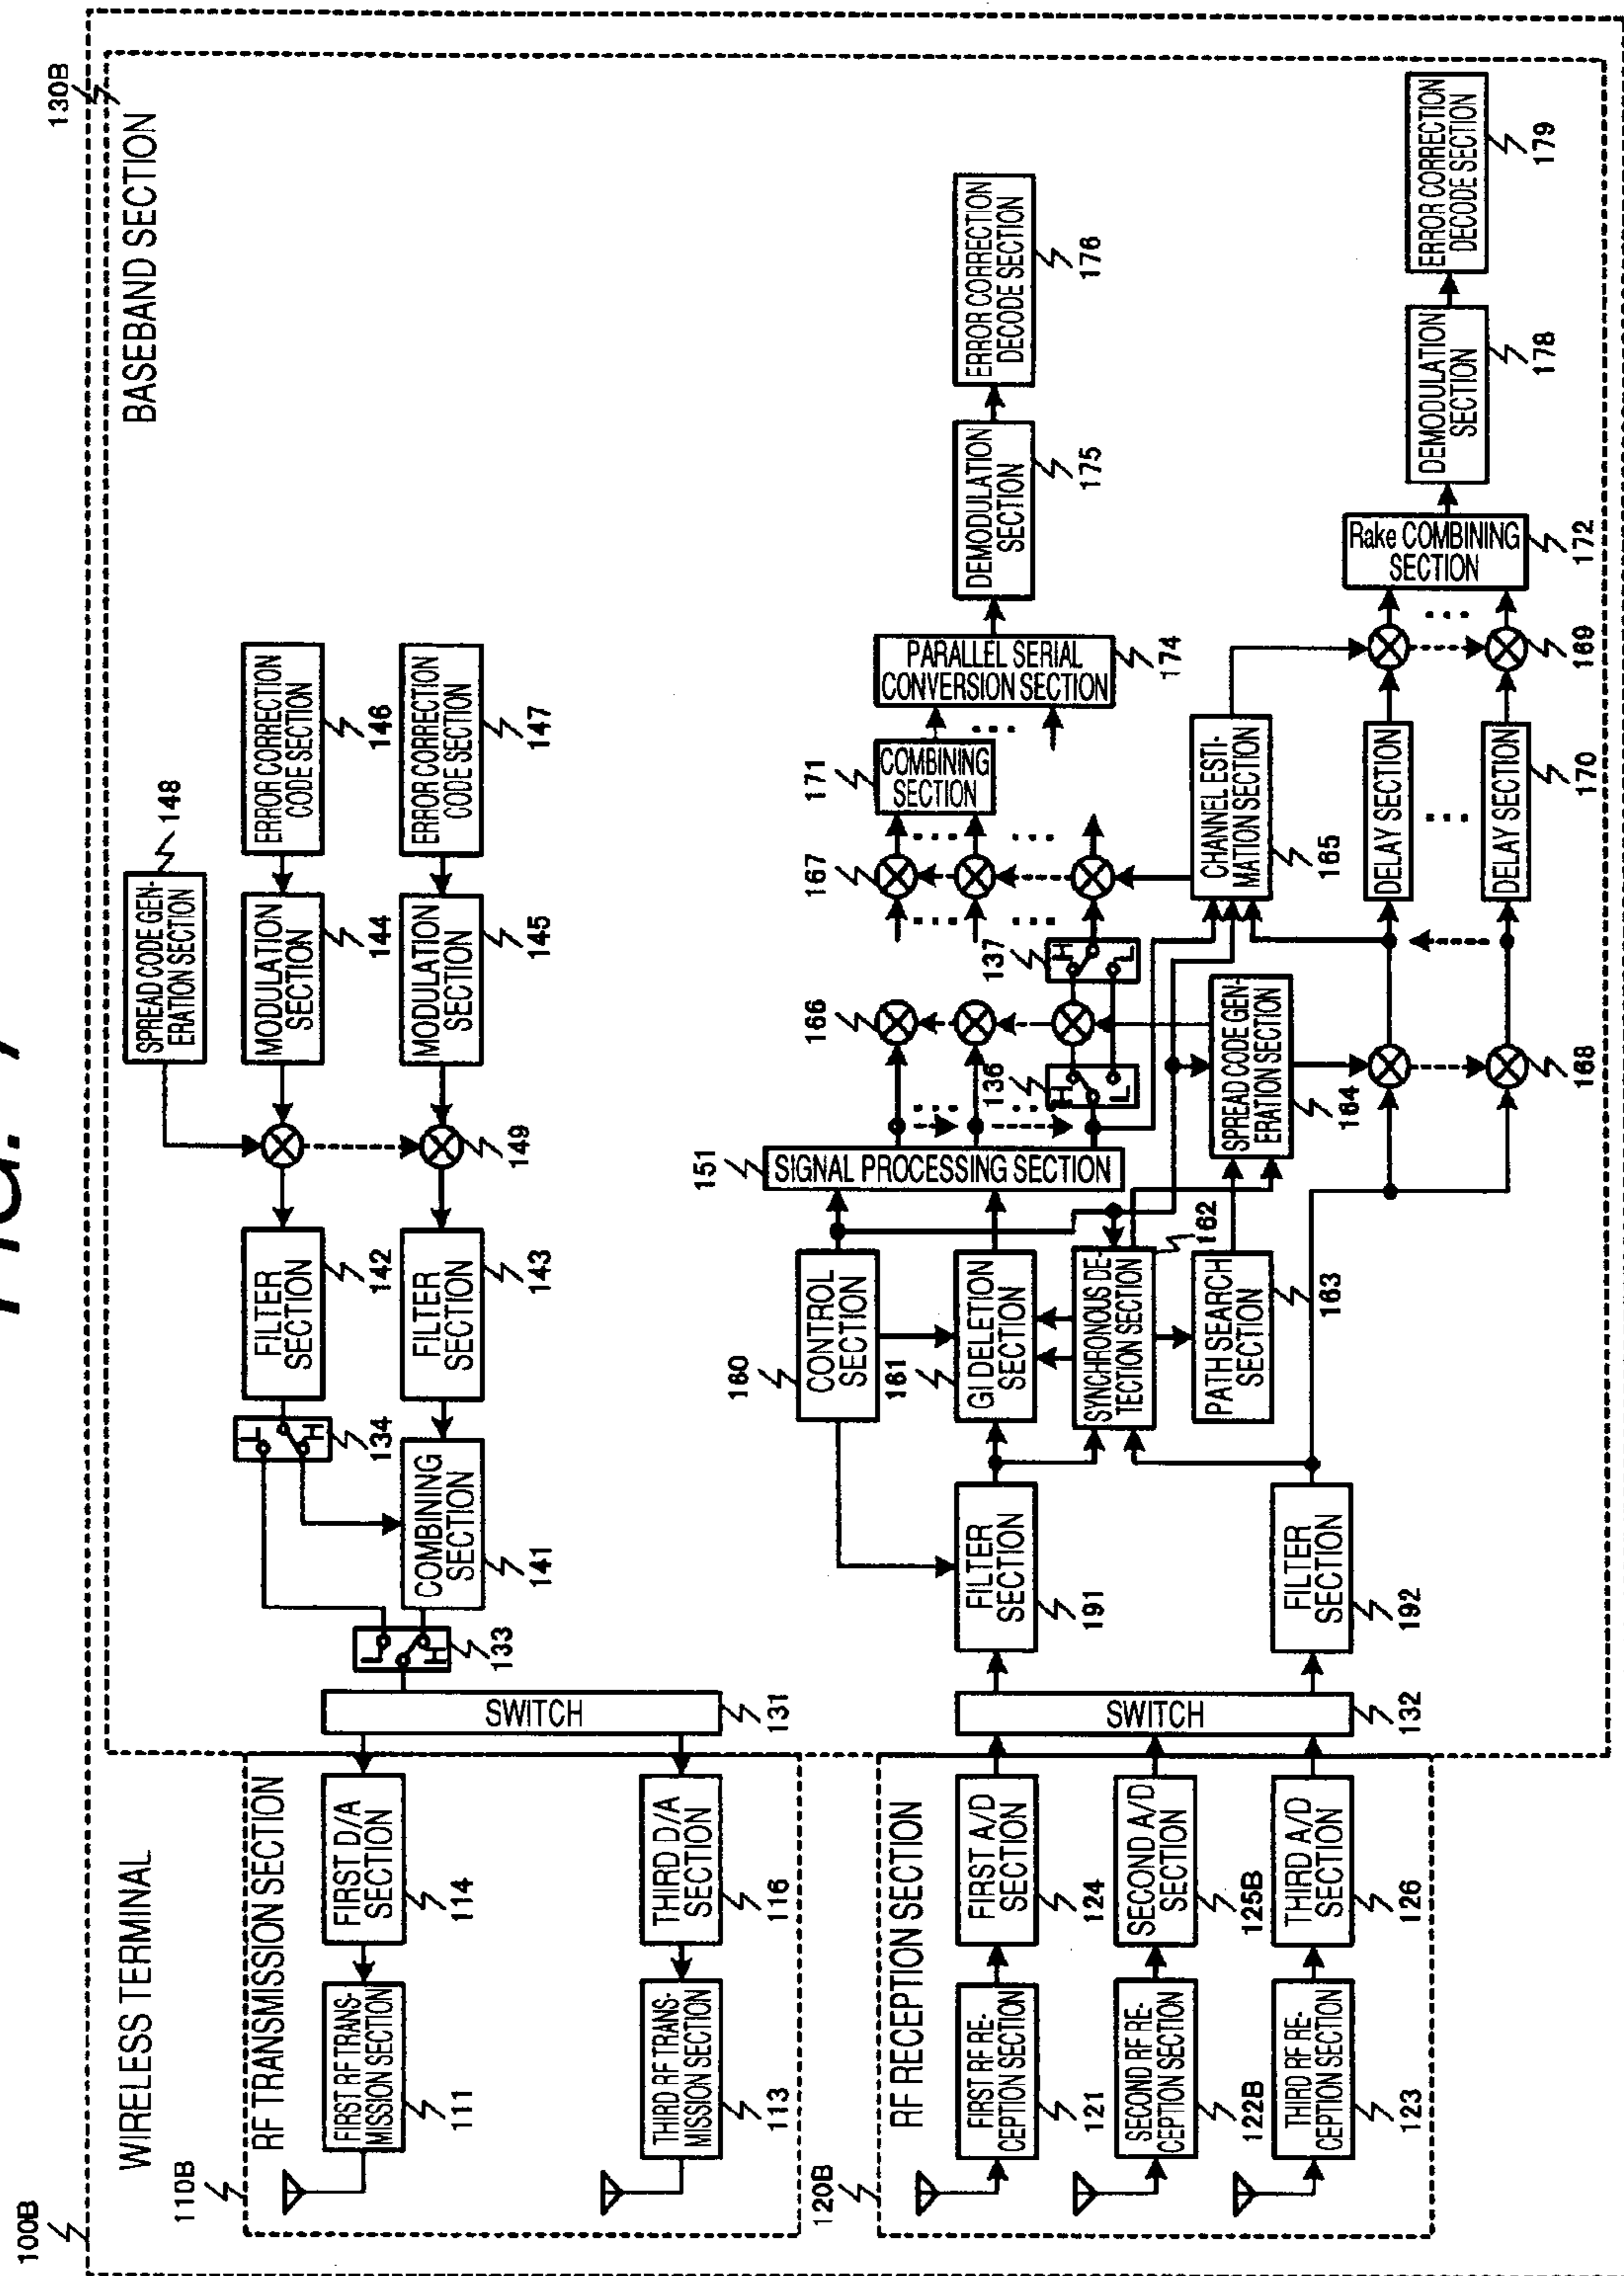 FIG. 7
100B
WIRELESS TERMINAL
130B
BASEBAND SECTION
110B
RF TRANSMISSION SECTION
FIRST RF TRANS-
MISSION SECTION
111
FIRST D/A
SECTION
114
THIRD RF TRANS-
MISSION SECTION
113
THIRD D/A
SECTION
116
SWITCH
131
L
H
133
L
H
134
COMBINING
SECTION
141
FILTER
SECTION
142
FILTER
SECTION
143
149
SPREAD CODE GEN-
ERATION SECTION
148
MODULATION
SECTION
144
MODULATION
SECTION
145
ERROR CORRECTION
CODE SECTION
146
ERROR CORRECTION
CODE SECTION
147
120B
RF RECEPTION SECTION
FIRST RF RE-
CEPTION SECTION
121
FIRST A/D
SECTION
124
SECOND RF RE-
CEPTION SECTION
122B
SECOND A/D
SECTION
125B
THIRD RF RE-
CEPTION SECTION
123
THIRD A/D
SECTION
126
SWITCH
132
FILTER
SECTION
191
FILTER
SECTION
192
160
CONTROL
SECTION
161
GI DELETION
SECTION
SYNCHRONOUS DE-
TECTION SECTION
162
PATH SEARCH
SECTION
163
151
SIGNAL PROCESSING SECTION
136
H
L
166
137
H
L
167
SPREAD CODE GEN-
ERATION SECTION
164
168
171
COMBINING
SECTION
CHANNEL ESTI-
MATION SECTION
165
DELAY SECTION
DELAY SECTION
170
169
PARALLEL SERIAL
CONVERSION SECTION
174
DEMODULATION
SECTION
175
ERROR CORRECTION
DECODE SECTION
176
Rake COMBINING
SECTION
172
DEMODULATION
SECTION
178
ERROR CORRECTION
DECODE SECTION
179